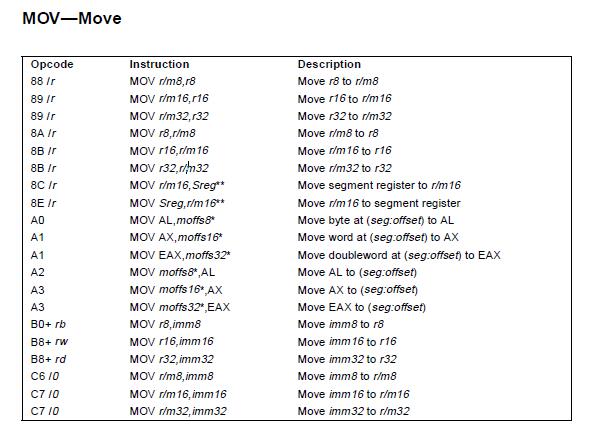 MOV—Move
Opcode Instruction Description
88 /r MOV r/m8,r8 Move r8 to r/m8
89 /r MOV r/m16,r16 Move r16 to r/m16
89 /r MOV r/m32,r32 Move r32 to r/m32
8A /r MOV r8,r/m8 Move r/m8 to r8
8B /r MOV r16,r/m16 Move r/m16 to r16
8B /r MOV r32,r/m32 Move r/m32 to r32
8C /r MOV r/m16,Sreg** Move segment register to r/m16
8E /r MOV Sreg,r/m16** Move r/m16 to segment register
A0 MOV AL,moffs8* Move byte at (seg:offset) to AL
A1 MOV AX,moffs16* Move word at (seg:offset) to AX
A1 MOV EAX,moffs32* Move doubleword at (seg:offset) to EAX
A2 MOV moffs8*,AL Move AL to (seg:offset)
A3 MOV moffs16*,AX Move AX to (seg:offset)
A3 MOV moffs32*,EAX Move EAX to (seg:offset)
B0+ rb MOV r8,imm8 Move imm8 to r8
B8+ rw MOV r16,imm16 Move imm16 to r16
B8+ rd MOV r32,imm32 Move imm32 to r32
C6 /0 MOV r/m8,imm8 Move imm8 to r/m8
C7 /0 MOV r/m16,imm16 Move imm16 to r/m16
C7 /0 MOV r/m32,imm32 Move imm32 to r/m32